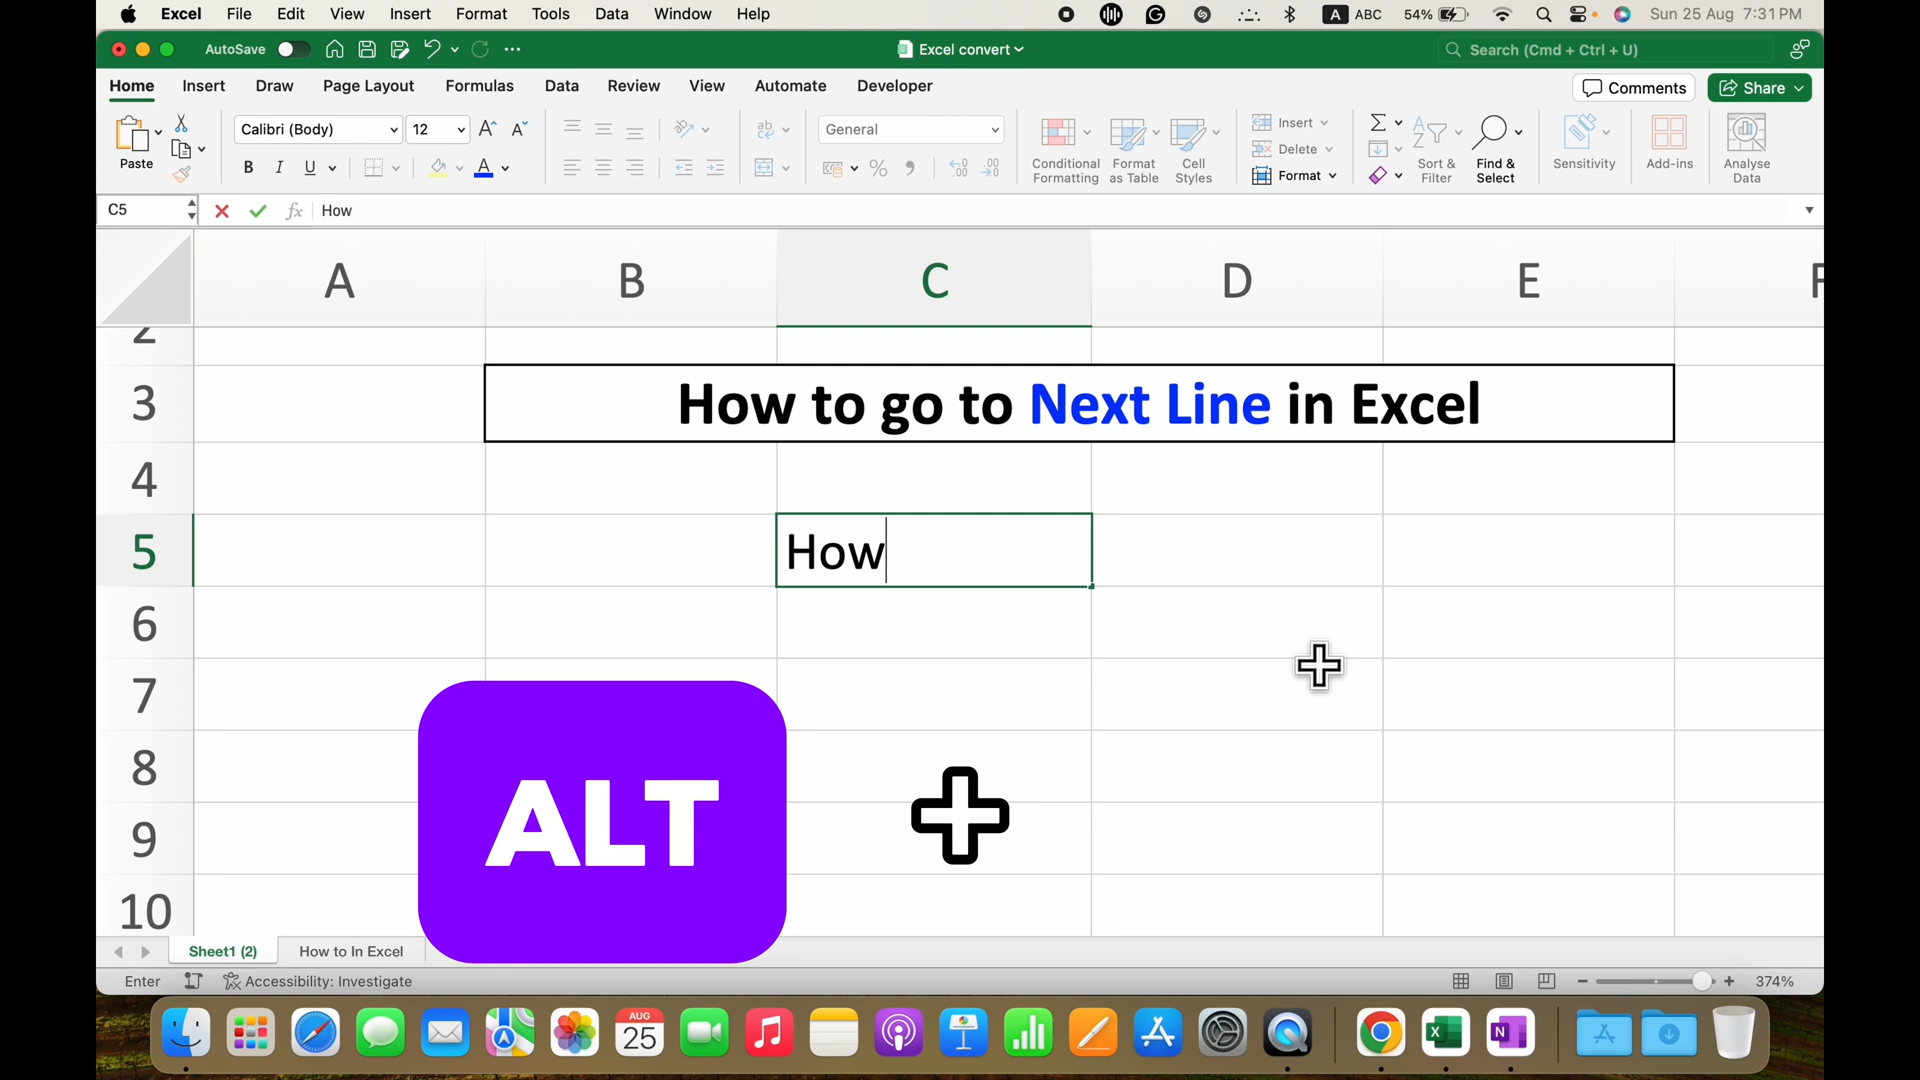 Excel File Edit View Insert Format Tools Data Window Help A ABC 54% Sun 25 Aug 7:31 PM
AutoSave Excel convert Search (Cmd + Ctrl + U)
Home Insert Draw Page Layout Formulas Data Review View Automate Developer Comments Share
Calibri (Body) 12 A A ab General Insert Σ A
Paste B I U A % Conditional Formatting Format as Table Cell Styles Delete Z Sort & Filter Find & Select Sensitivity Add-ins Analyse Data
Format
C5 fx How
A B C D E F
2
3 How to go to Next Line in Excel
4
5 How
6
7
8
ALT
9
10
Sheet1 (2) How to In Excel
Enter Accessibility: Investigate 374%
AUG
25
X N